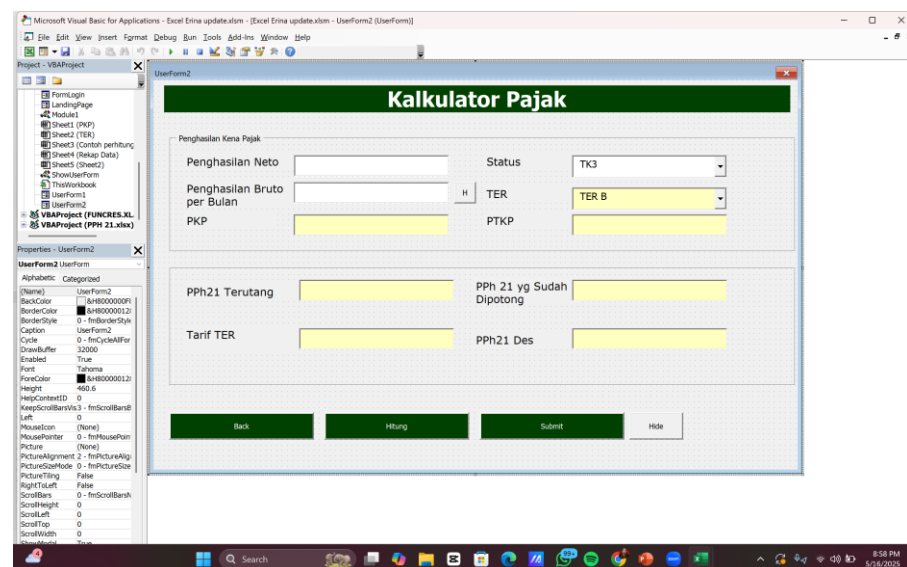 Microsoft Visual Basic for Applications - Excel Erina update.xlsm - [Excel Erina update.xlsm - UserForm2 (UserForm)]
File Edit View Insert Format Debug Run Tools Add-Ins Window Help
Project - VBAProject
FormLogin
LandingPage
Module1
Sheet1 (PKP)
Sheet2 (TER)
Sheet3 (Contoh perhitung
Sheet4 (Rekap Data)
Sheet5 (Sheet2)
ShowUserForm
ThisWorkbook
UserForm1
UserForm2
VBAProject (FUNCRES.XL
VBAProject (PPH 21.xlsx)
Properties - UserForm2
UserForm2 UserForm
Alphabetic Categorized
(Name) UserForm2
BackColor &H8000000F&
BorderColor &H80000012&
BorderStyle 0 - fmBorderStyle
Caption UserForm2
Cycle 0 - fmCycleAllFor
DrawBuffer 32000
Enabled True
Font Tahoma
ForeColor &H80000012&
Height 460.6
HelpContextID 0
KeepScrollBarsVis 3 - fmScrollBarsB
Left 0
MouseIcon (None)
MousePointer 0 - fmMousePoin
Picture (None)
PictureAlignment 2 - fmPictureAlig
PictureSizeMode 0 - fmPictureSize
PictureTiling False
RightToLeft False
ScrollBars 0 - fmScrollBarsN
ScrollHeight 0
ScrollLeft 0
ScrollTop 0
ScrollWidth 0
ShowModal True
UserForm2
Kalkulator Pajak
Penghasilan Kena Pajak
Penghasilan Neto
Status TK3
Penghasilan Bruto
per Bulan
H
TER TER B
PKP
PTKP
PPh21 Terutang
PPh 21 yg Sudah
Dipotong
Tarif TER
PPh21 Des
Back Hitung Submit Hide
4
Search
99+
8:58 PM
5/16/2025